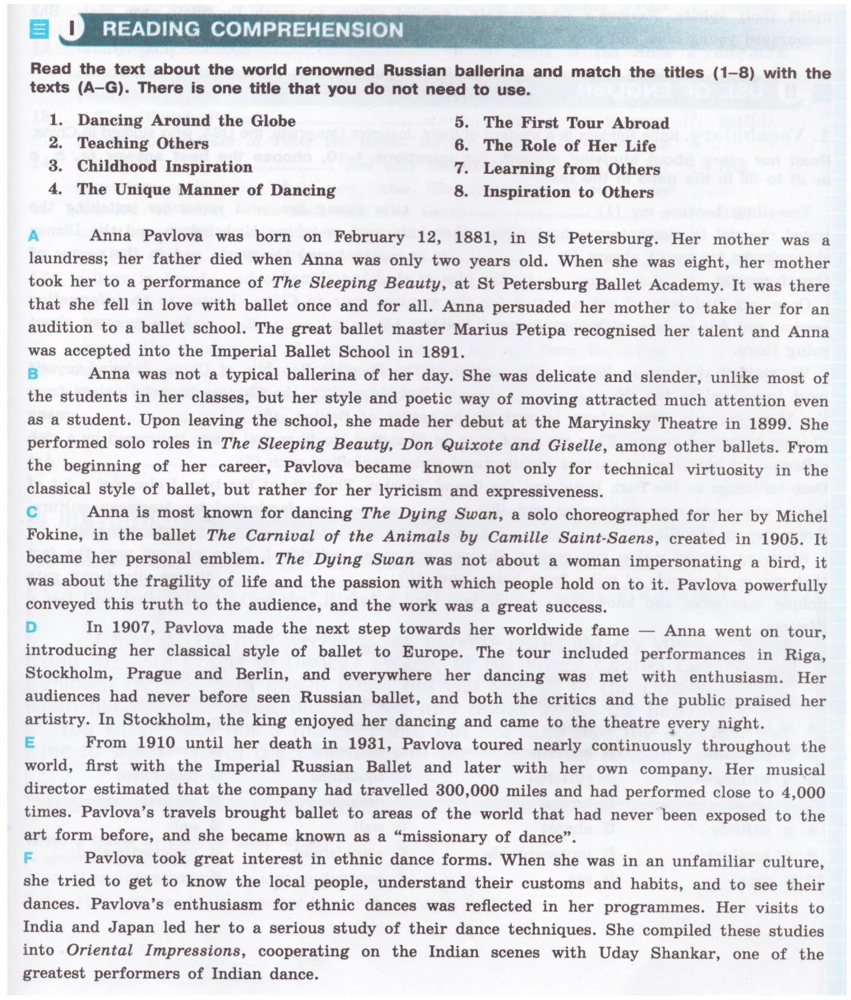 I READING COMPREHENSION
Read the text about the world renowned Russian ballerina and match the titles (1–8) with the
texts (A–G). There is one title that you do not need to use.
1. Dancing Around the Globe
2. Teaching Others
3. Childhood Inspiration
4. The Unique Manner of Dancing
5. The First Tour Abroad
6. The Role of Her Life
7. Learning from Others
8. Inspiration to Others
A Anna Pavlova was born on February 12, 1881, in St Petersburg. Her mother was a
laundress; her father died when Anna was only two years old. When she was eight, her mother
took her to a performance of The Sleeping Beauty, at St Petersburg Ballet Academy. It was there
that she fell in love with ballet once and for all. Anna persuaded her mother to take her for an
audition to a ballet school. The great ballet master Marius Petipa recognised her talent and Anna
was accepted into the Imperial Ballet School in 1891.
B Anna was not a typical ballerina of her day. She was delicate and slender, unlike most of
the students in her classes, but her style and poetic way of moving attracted much attention even
as a student. Upon leaving the school, she made her debut at the Maryinsky Theatre in 1899. She
performed solo roles in The Sleeping Beauty, Don Quixote and Giselle, among other ballets. From
the beginning of her career, Pavlova became known not only for technical virtuosity in the
classical style of ballet, but rather for her lyricism and expressiveness.
C Anna is most known for dancing The Dying Swan, a solo choreographed for her by Michel
Fokine, in the ballet The Carnival of the Animals by Camille Saint-Saens, created in 1905. It
became her personal emblem. The Dying Swan was not about a woman impersonating a bird, it
was about the fragility of life and the passion with which people hold on to it. Pavlova powerfully
conveyed this truth to the audience, and the work was a great success.
D In 1907, Pavlova made the next step towards her worldwide fame — Anna went on tour,
introducing her classical style of ballet to Europe. The tour included performances in Riga,
Stockholm, Prague and Berlin, and everywhere her dancing was met with enthusiasm. Her
audiences had never before seen Russian ballet, and both the critics and the public praised her
artistry. In Stockholm, the king enjoyed her dancing and came to the theatre every night.
E From 1910 until her death in 1931, Pavlova toured nearly continuously throughout the
world, first with the Imperial Russian Ballet and later with her own company. Her musical
director estimated that the company had travelled 300,000 miles and had performed close to 4,000
times. Pavlova's travels brought ballet to areas of the world that had never been exposed to the
art form before, and she became known as a “missionary of dance”.
F Pavlova took great interest in ethnic dance forms. When she was in an unfamiliar culture,
she tried to get to know the local people, understand their customs and habits, and to see their
dances. Pavlova's enthusiasm for ethnic dances was reflected in her programmes. Her visits to
India and Japan led her to a serious study of their dance techniques. She compiled these studies
into Oriental Impressions, cooperating on the Indian scenes with Uday Shankar, one of the
greatest performers of Indian dance.